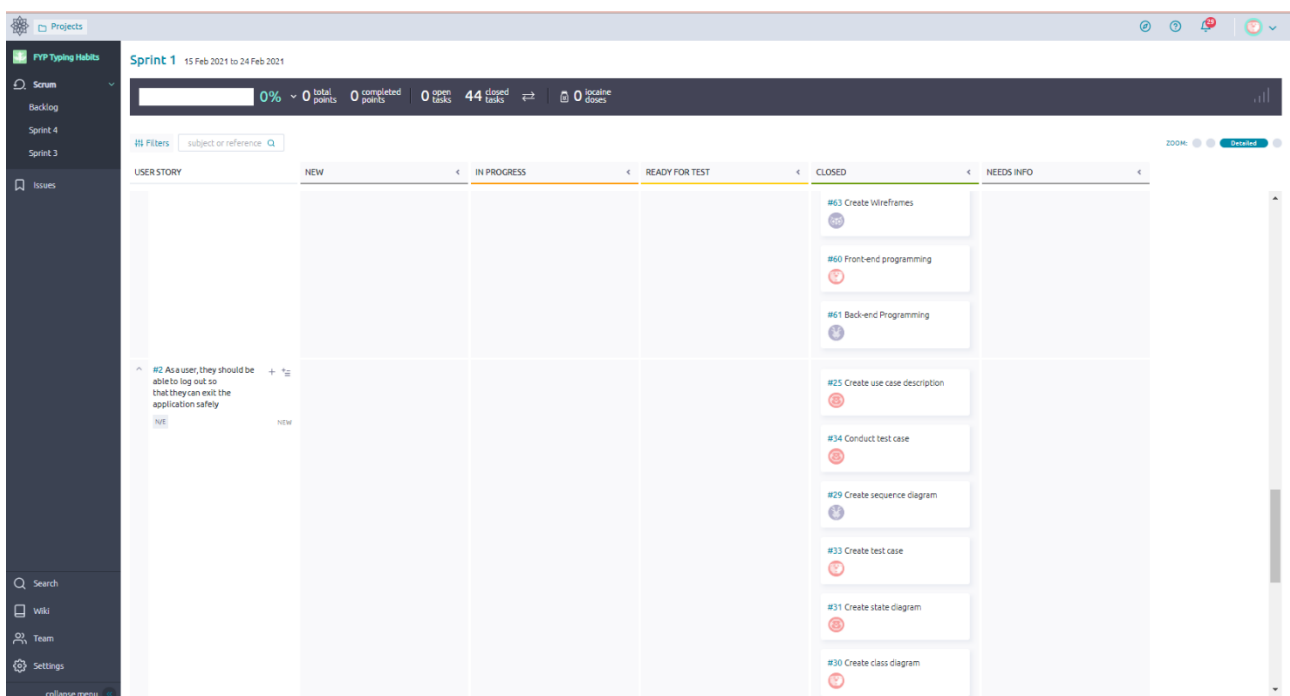 Projects
29
FYP Typing Habits
Scrum
Backlog
Sprint 4
Sprint 3
Issues
Search
Wiki
Team
Settings
collapse menu
Sprint 1 15 Feb 2021 to 24 Feb 2021
0% 0 total points 0 completed points 0 open tasks 44 closed tasks 0 iocaine doses
Filters subject or reference ZOOM: Detailed
USER STORY NEW IN PROGRESS READY FOR TEST CLOSED NEEDS INFO
#63 Create Wireframes
#60 Front-end programming
#61 Back-end Programming
#2 As a user, they should be
able to log out so
that they can exit the
application safely
N/E NEW
#25 Create use case description
#34 Conduct test case
#29 Create sequence diagram
#33 Create test case
#31 Create state diagram
#30 Create class diagram